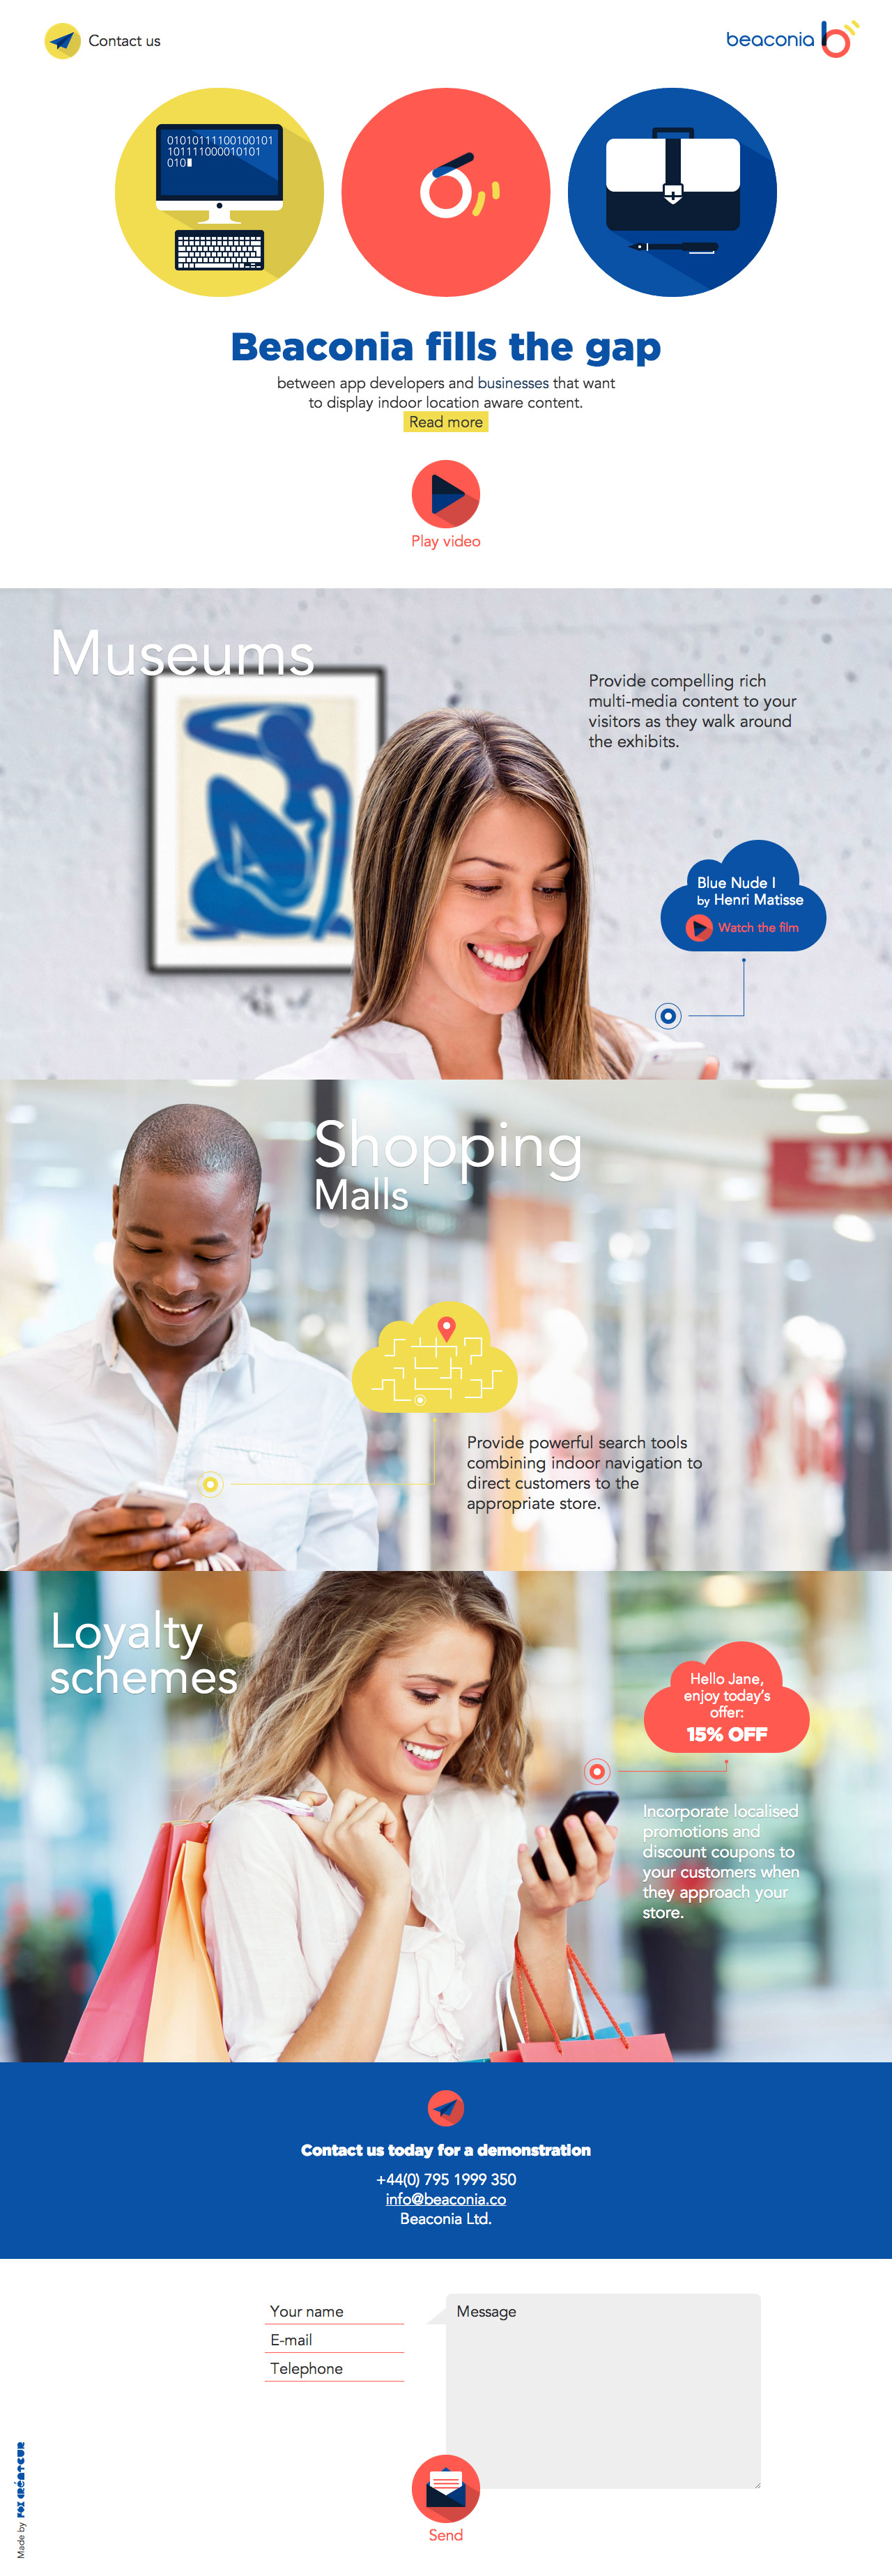 Contact us
beaconia
01010111100100101
101111000010101
010
Beaconia fills the gap
between app developers and businesses that want
to display indoor location aware content.
Read more
Play video
Museums
Provide compelling rich
multi-media content to your
visitors as they walk around
the exhibits.
Blue Nude I
by Henri Matisse
Watch the film
Shopping
Malls
Provide powerful search tools
combining indoor navigation to
direct customers to the
appropriate store.
Loyalty
schemes
Hello Jane,
enjoy today's
offer:
15% OFF
Incorporate localised
promotions and
discount coupons to
your customers when
they approach your
store.
Contact us today for a demonstration
+44(0) 795 1999 350
info@beaconia.co
Beaconia Ltd.
Your name
E-mail
Telephone
Message
Send
Made by